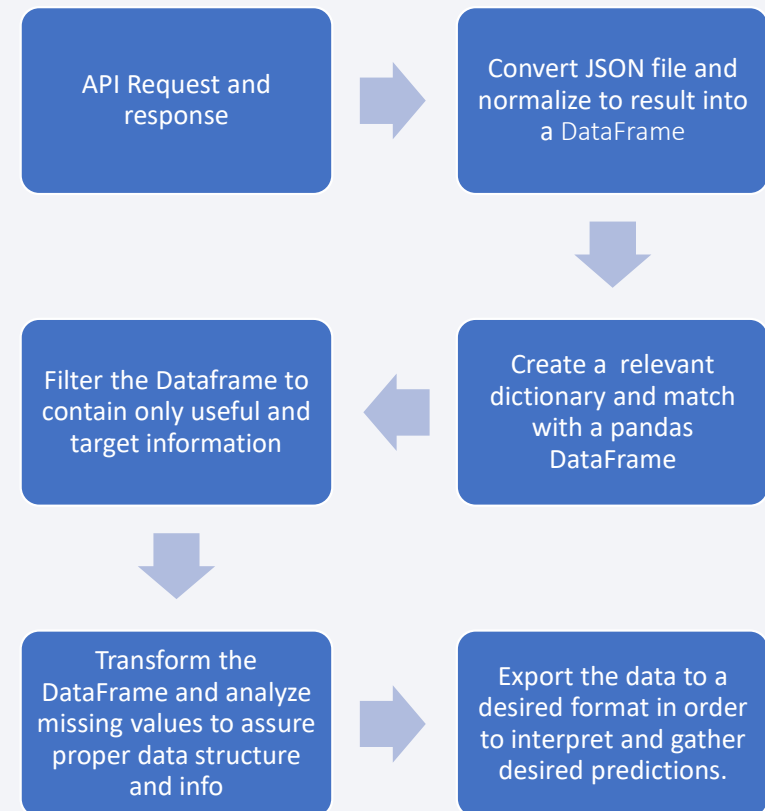 API Request and
response
Convert JSON file and
normalize to result into
a DataFrame
Create a relevant
dictionary and match
with a pandas
DataFrame
Filter the Dataframe to
contain only useful and
target information
Transform the
DataFrame and analyze
missing values to assure
proper data structure
and info
Export the data to a
desired format in order
to interpret and gather
desired predictions.